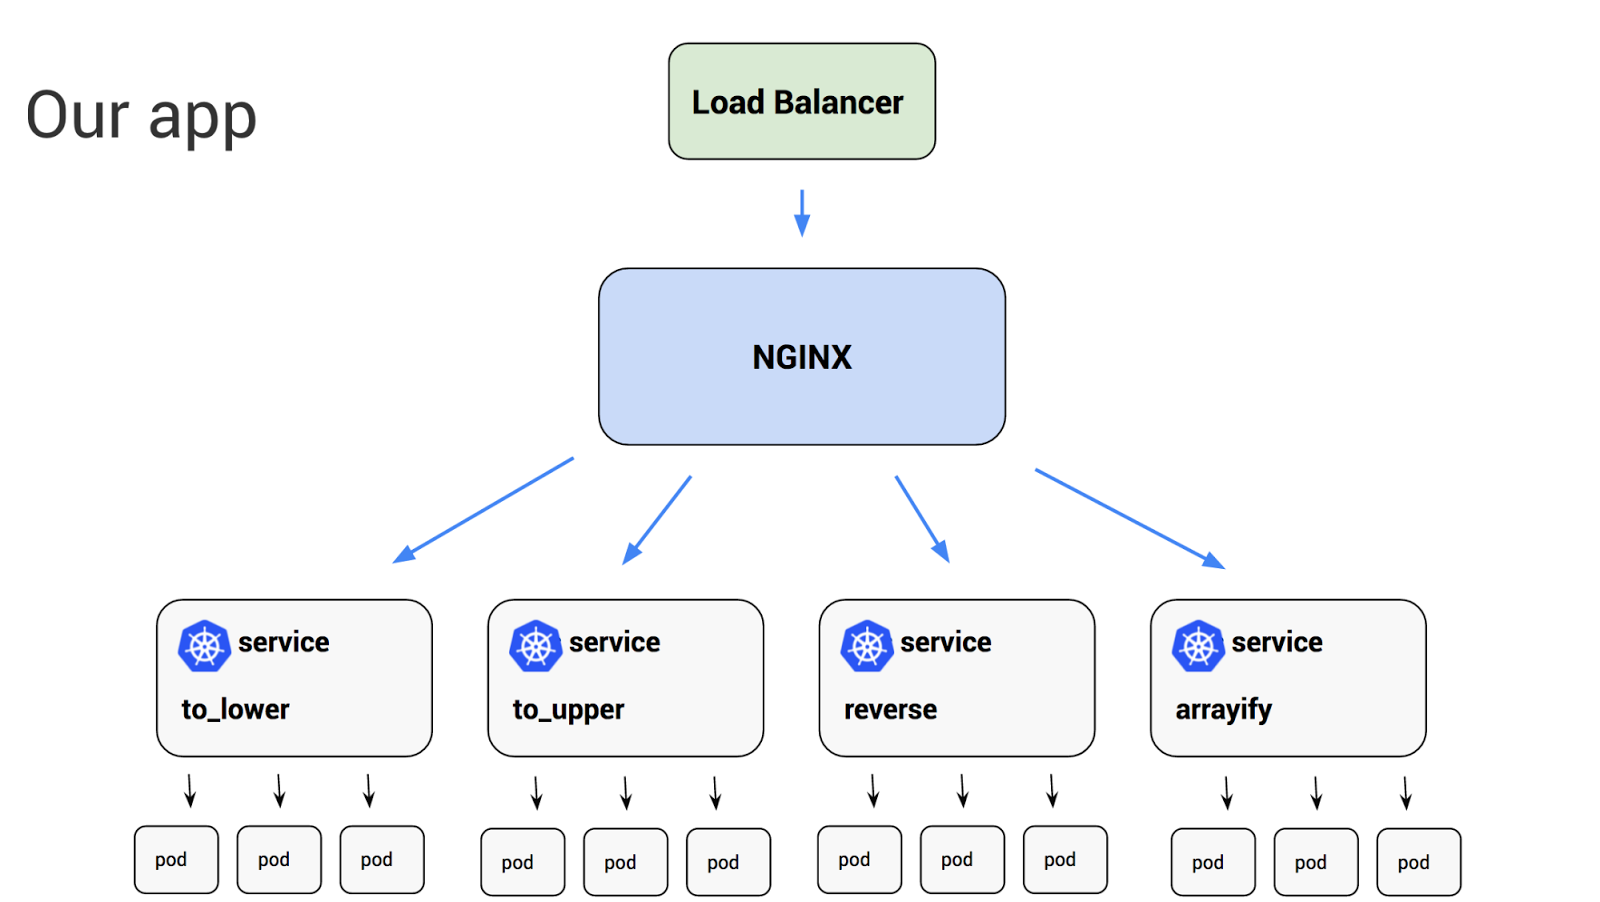 Our app
Load Balancer
NGINX
service
to_lower
service
to_upper
service
reverse
service
arrayify
pod
pod
pod
pod
pod
pod
pod
pod
pod
pod
pod
pod